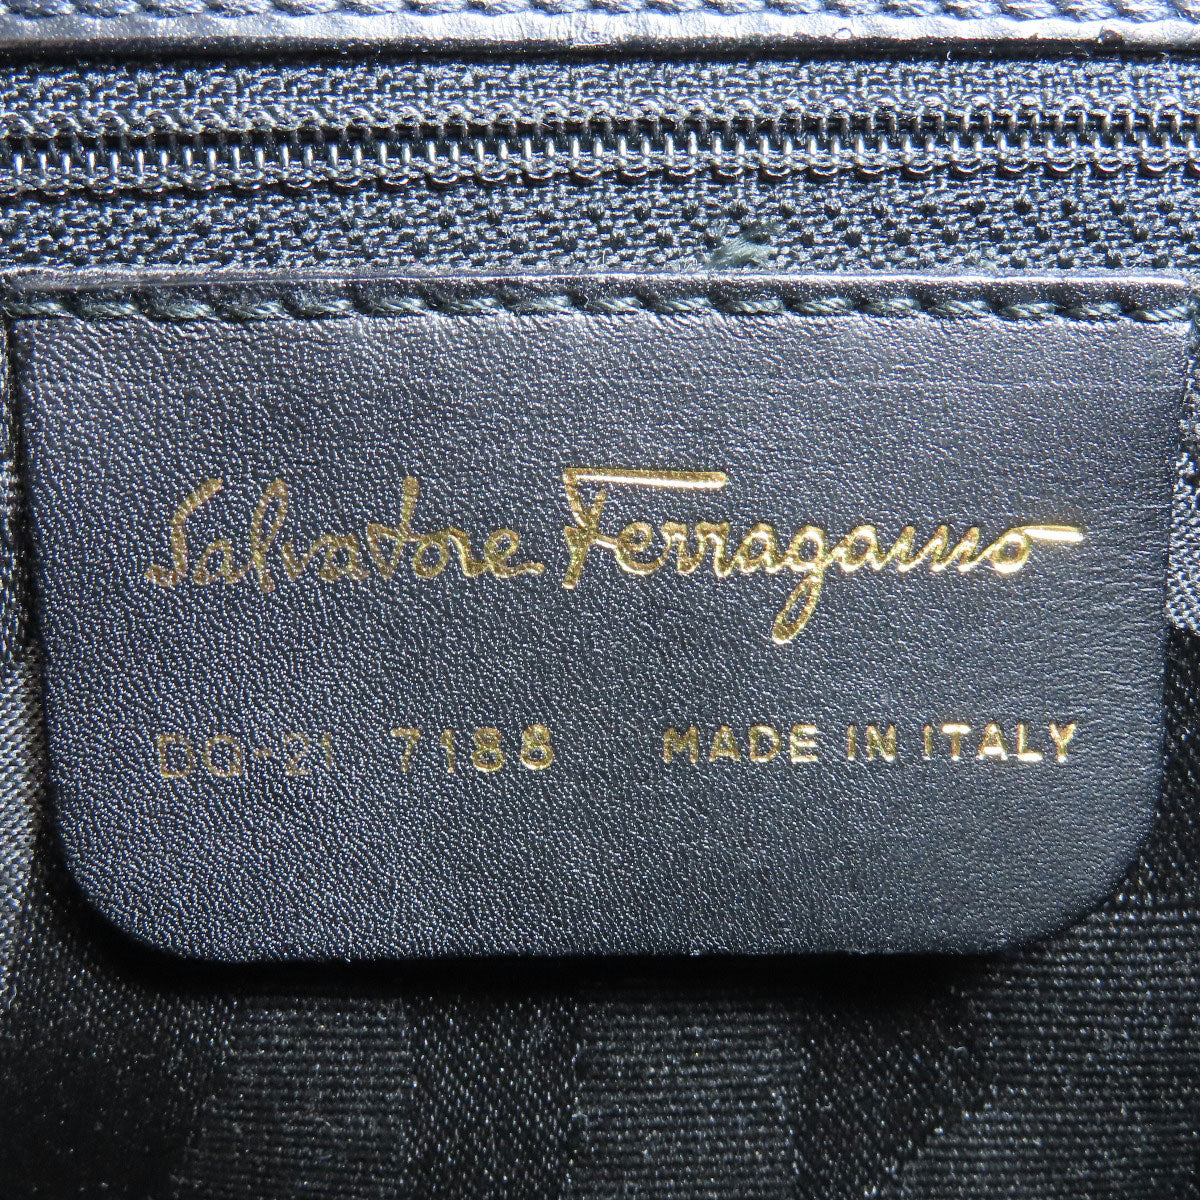 Salvatore Ferragamo
DQ-21 7188 MADE IN ITALY